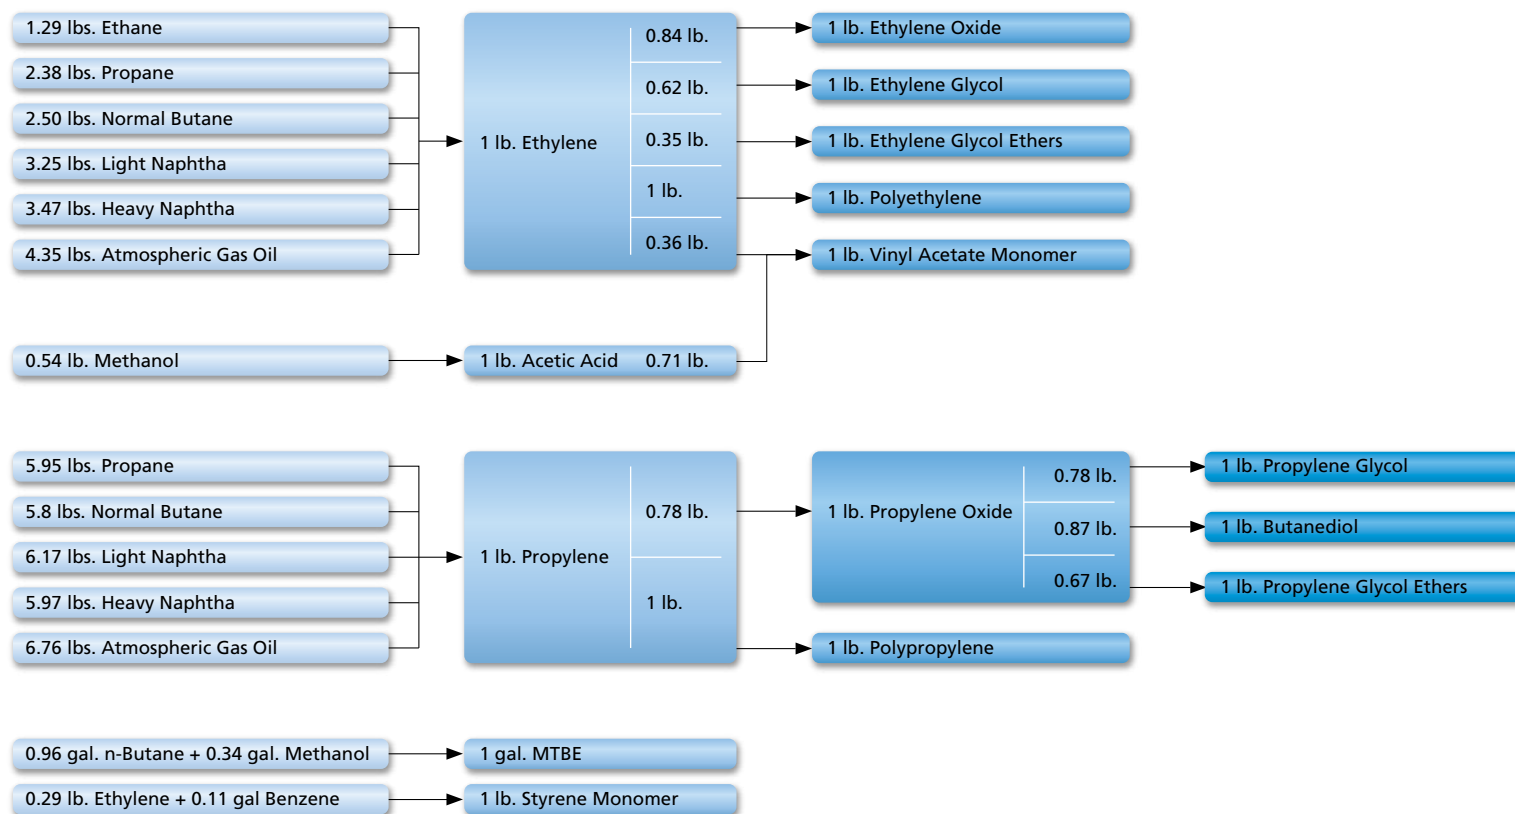 1.29 lbs. Ethane
2.38 lbs. Propane
2.50 lbs. Normal Butane
3.25 lbs. Light Naphtha
3.47 lbs. Heavy Naphtha
4.35 lbs. Atmospheric Gas Oil
1 lb. Ethylene
0.84 lb.
0.62 lb.
0.35 lb.
1 lb.
0.36 lb.
1 lb. Ethylene Oxide
1 lb. Ethylene Glycol
1 lb. Ethylene Glycol Ethers
1 lb. Polyethylene
1 lb. Vinyl Acetate Monomer
0.54 lb. Methanol
1 lb. Acetic Acid 0.71 lb.
5.95 lbs. Propane
5.8 lbs. Normal Butane
6.17 lbs. Light Naphtha
5.97 lbs. Heavy Naphtha
6.76 lbs. Atmospheric Gas Oil
1 lb. Propylene
0.78 lb.
1 lb.
1 lb. Propylene Oxide
0.78 lb.
0.87 lb.
0.67 lb.
1 lb. Polypropylene
1 lb. Propylene Glycol
1 lb. Butanediol
1 lb. Propylene Glycol Ethers
0.96 gal. n-Butane + 0.34 gal. Methanol
1 gal. MTBE
0.29 lb. Ethylene + 0.11 gal Benzene
1 lb. Styrene Monomer